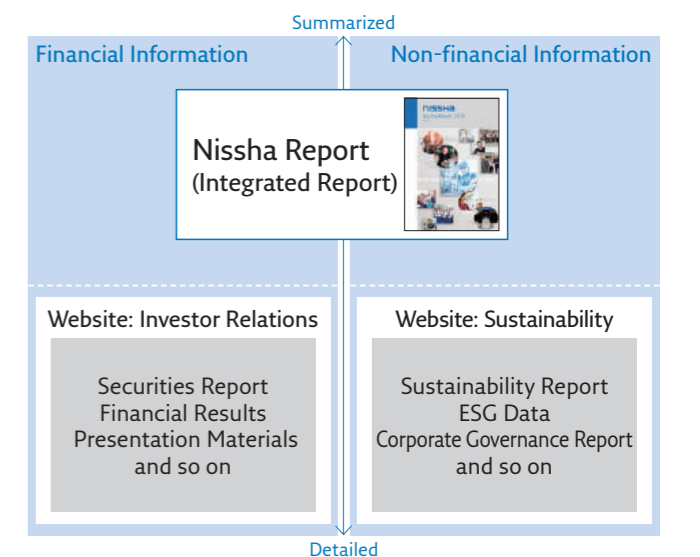 Summarized
Financial Information
Non-financial Information
Nissha Report
(Integrated Report)
NISSHA
Website: Investor Relations
Securities Report
Financial Results
Presentation Materials
and so on
Website: Sustainability
Sustainability Report
ESG Data
Corporate Governance Report
and so on
Detailed